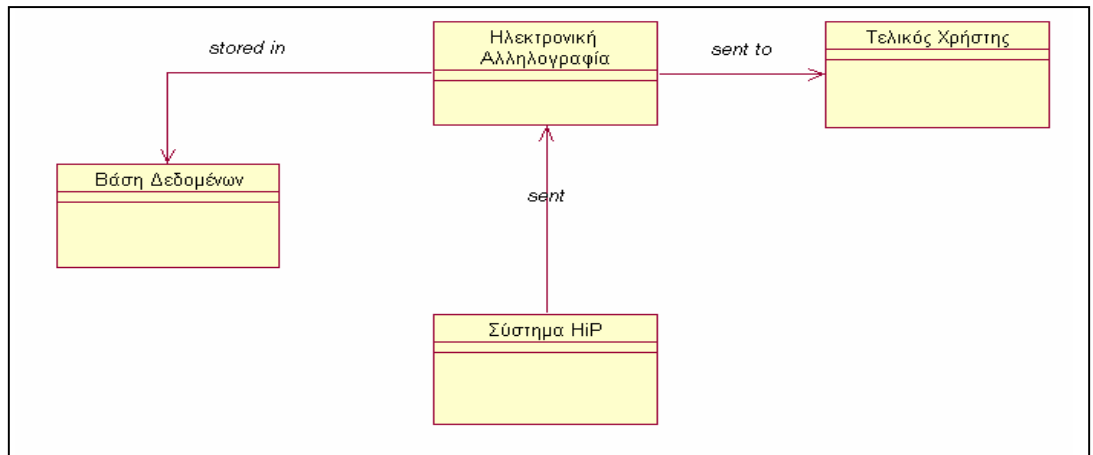 Ηλεκτρονική
Αλληλογραφία
Τελικός Χρήστης
stored in
sent to
Βάση Δεδομένων
sent
Σύστημα HiP